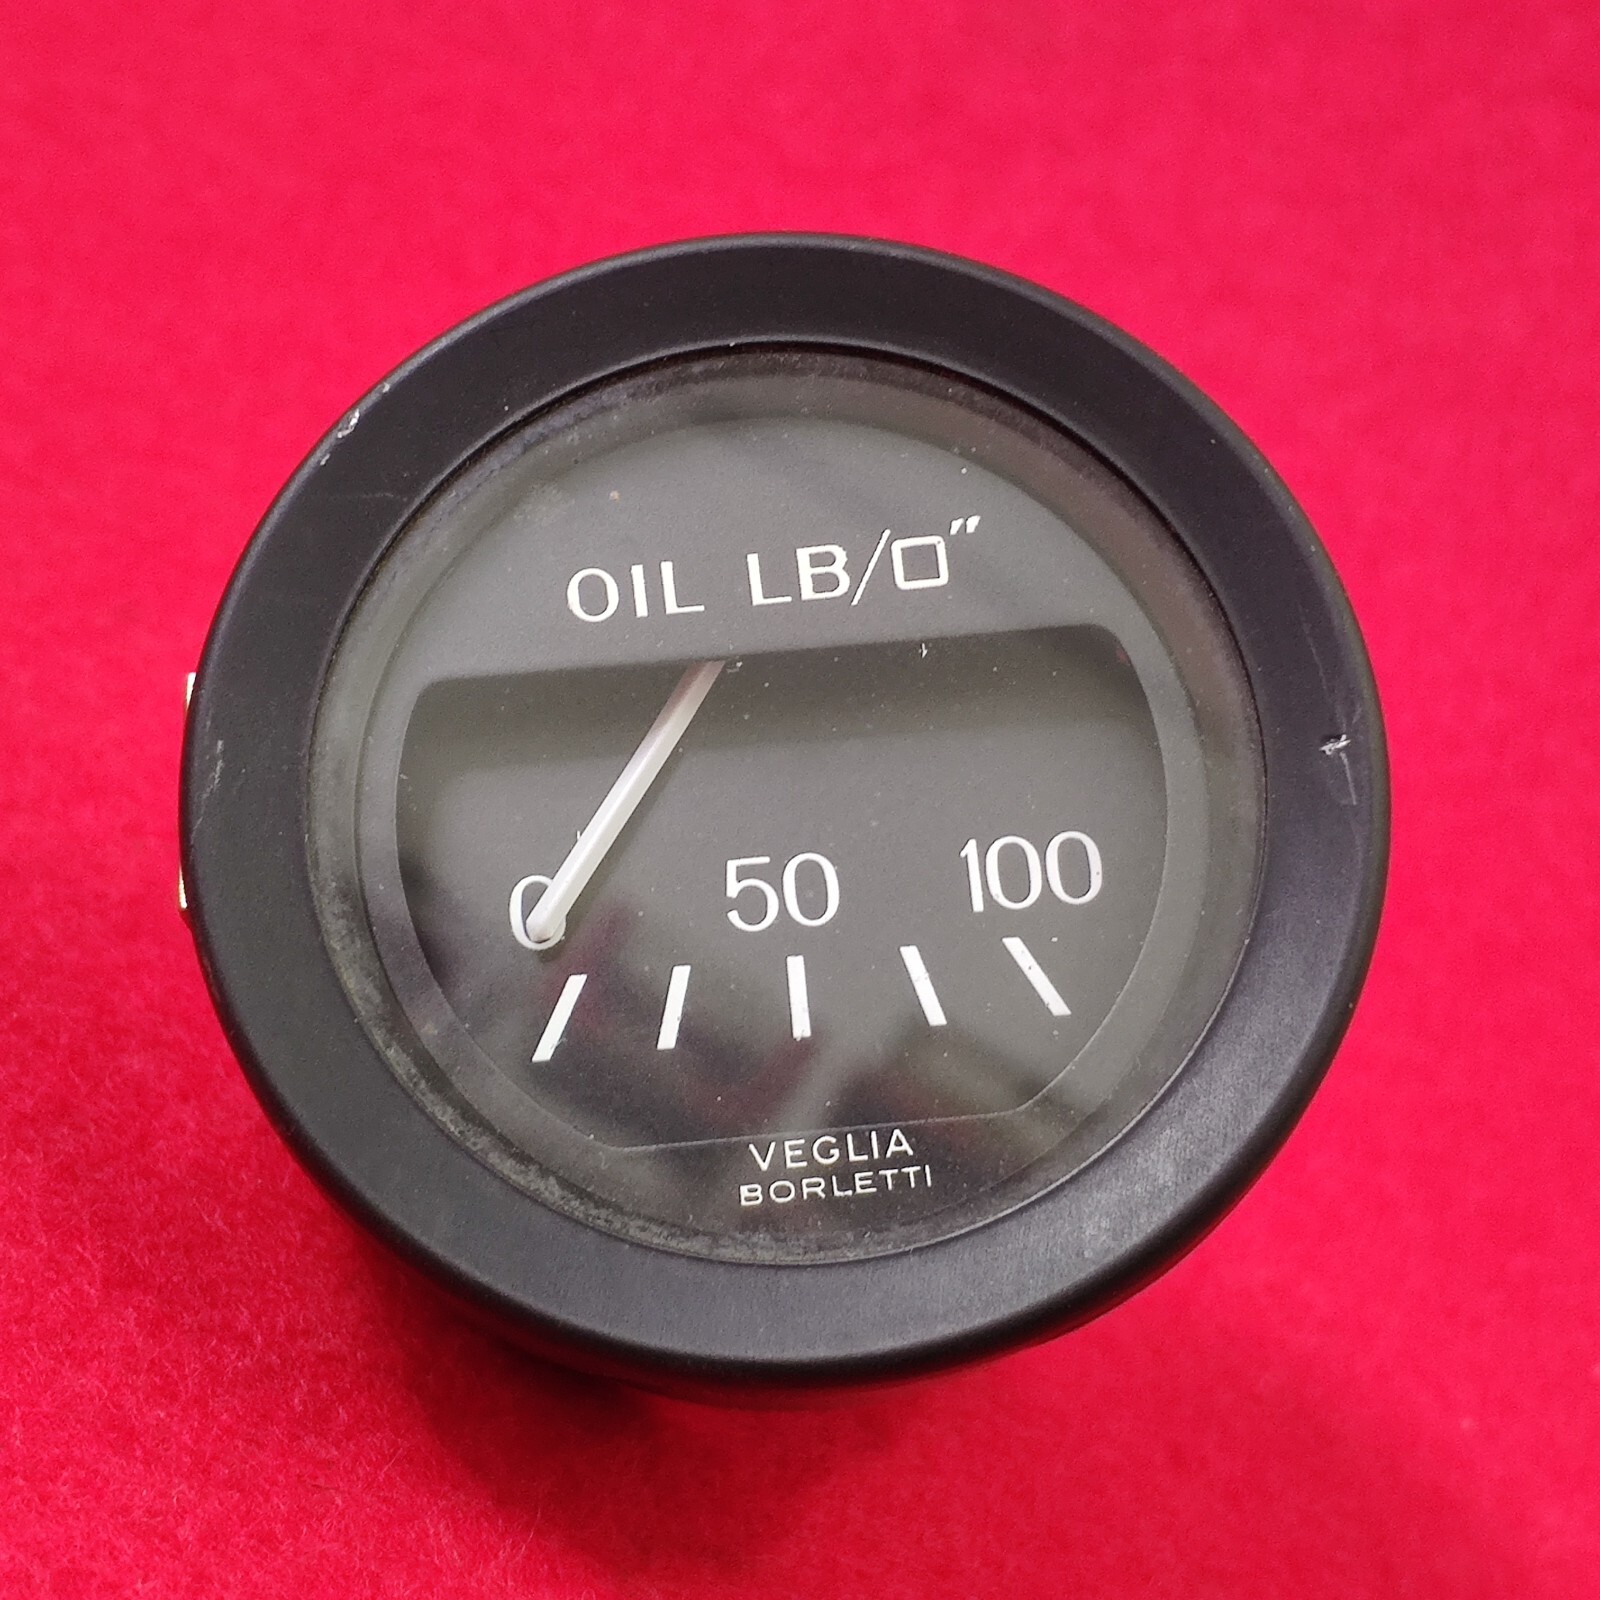 OIL LB/□"
0 50 100
VEGLIA
BORLETTI